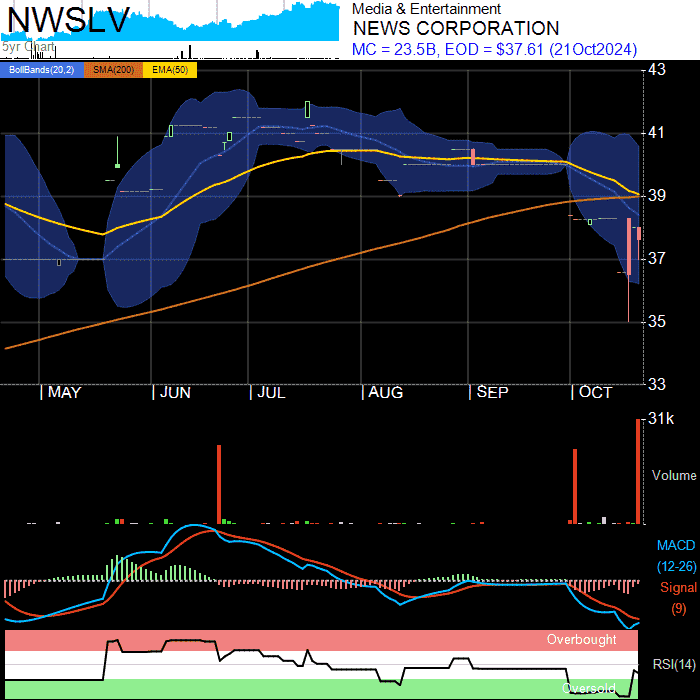 NWSLV
5yr Chart
Media & Entertainment
NEWS CORPORATION
MC = 23.5B, EOD = $37.61 (21Oct2024)
BollBands(20,2) SMA(200) EMA(50)
43
41
39
37
35
33
MAY JUN JUL AUG SEP OCT
31k
Volume
MACD
(12-26)
Signal
(9)
Overbought
RSI(14)
Oversold